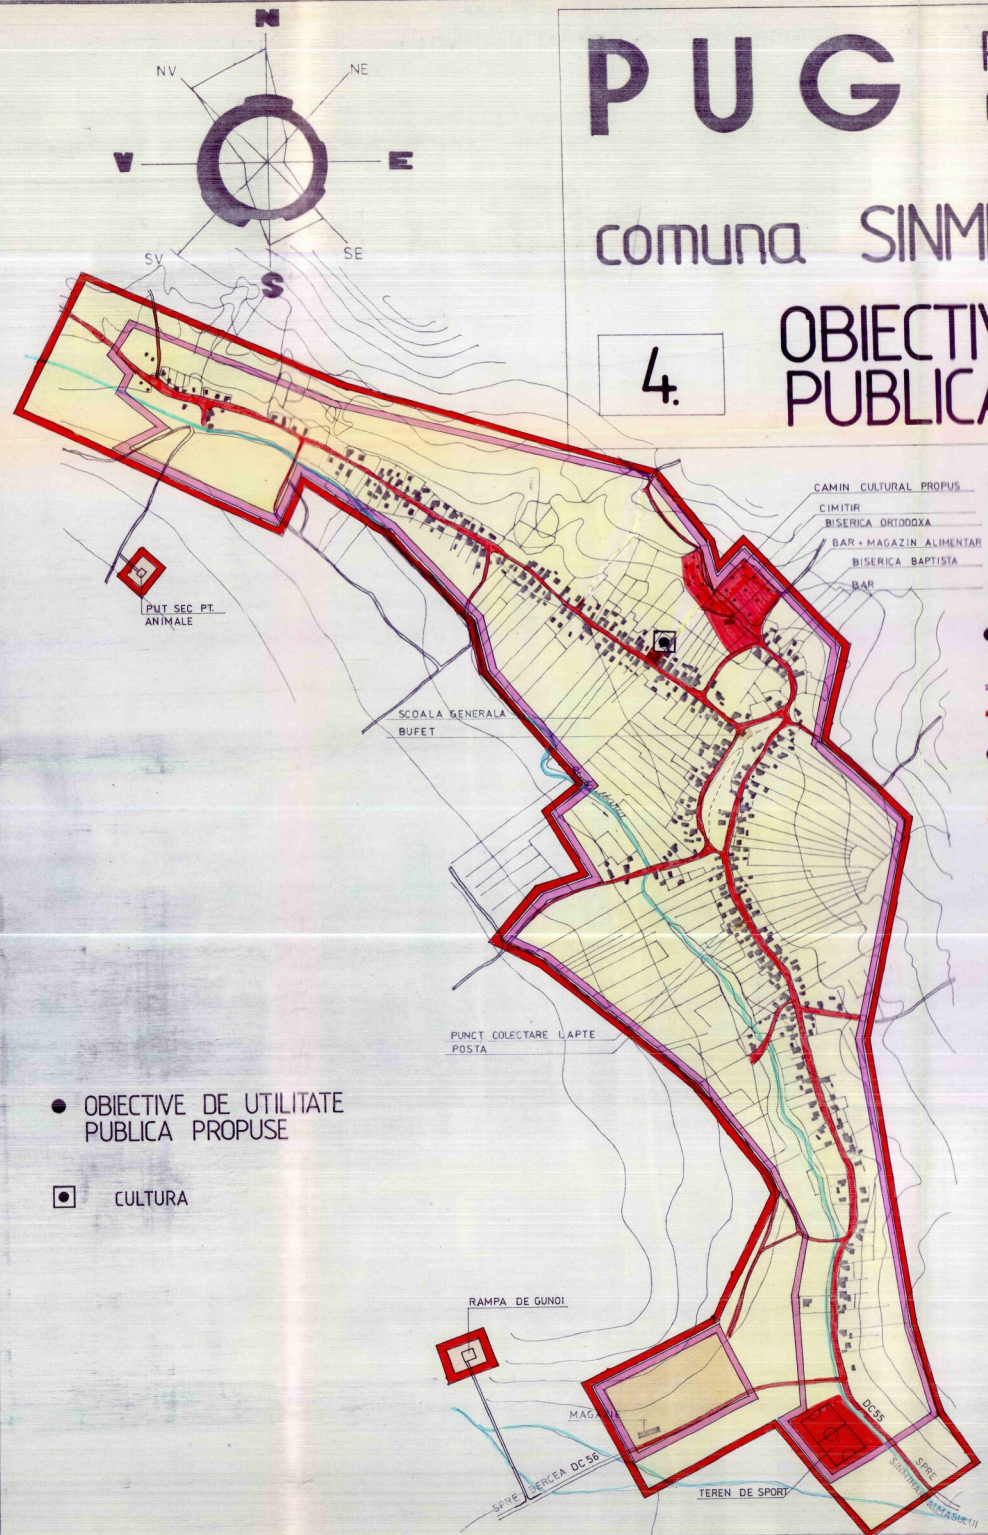 N
NV
NE
V
E
SV
SE
S
PUG
comuna SINM
4.
OBIECTIV
PUBLICA
CAMIN CULTURAL PROPUS
CIMITIR
BISERICA ORTODOXA
BAR + MAGAZIN ALIMENTAR
BISERICA BAPTISTA
BAR
PUT SEC PT.
ANIMALE
SCOALA GENERALA
BUFET
PUNCT COLECTARE LAPTE
POSTA
● OBIECTIVE DE UTILITATE
PUBLICA PROPUSE
CULTURA
RAMPA DE GUNOI
SPRE BERCEA DC 56
TEREN DE SPORT
DC55
SPRE
SINMIHAIU ALMASULUI